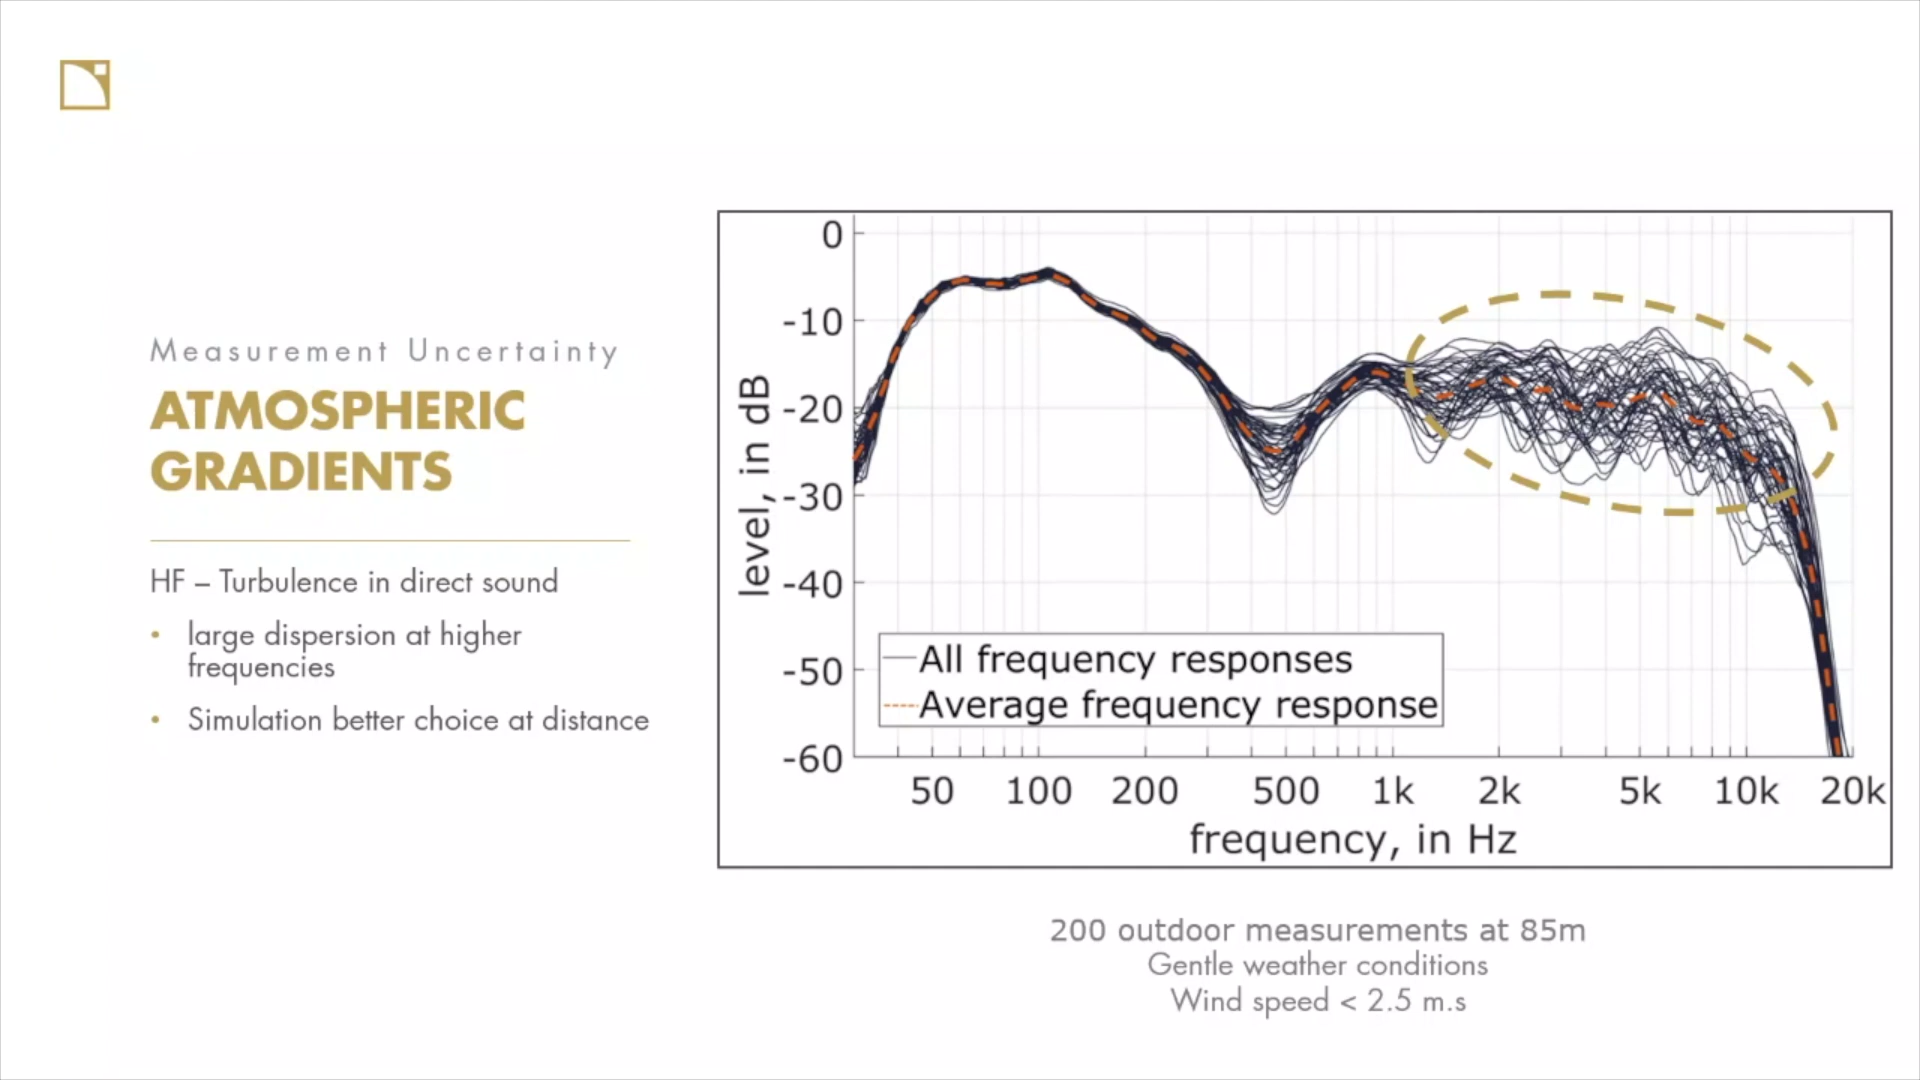 Measurement Uncertainty
ATMOSPHERIC
GRADIENTS
HF – Turbulence in direct sound
• large dispersion at higher
frequencies
• Simulation better choice at distance
level, in dB
0
-10
-20
-30
-40
-50
-60
All frequency responses
Average frequency response
50 100 200 500 1k 2k 5k 10k 20k
frequency, in Hz
200 outdoor measurements at 85m
Gentle weather conditions
Wind speed < 2.5 m.s